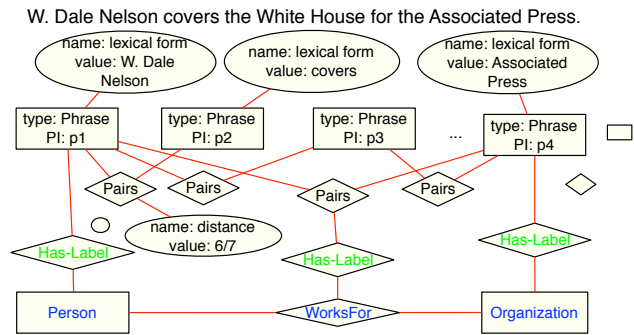 W. Dale Nelson covers the White House for the Associated Press.
name: lexical form
value: W. Dale
Nelson
name: lexical form
value: covers
name: lexical form
value: Associated
Press
type: Phrase
PI: p1
type: Phrase
PI: p2
type: Phrase
PI: p3
...
type: Phrase
PI: p4
Pairs
Pairs
Pairs
Pairs
name: distance
value: 6/7
Has-Label
Has-Label
Has-Label
Person
WorksFor
Organization